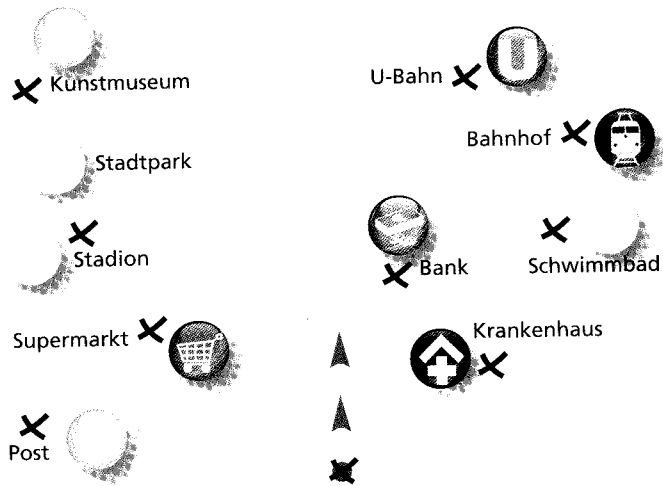 Kunstmuseum
U-Bahn
Bahnhof
Stadtpark
Stadion
Bank
Schwimmbad
Supermarkt
Krankenhaus
Post